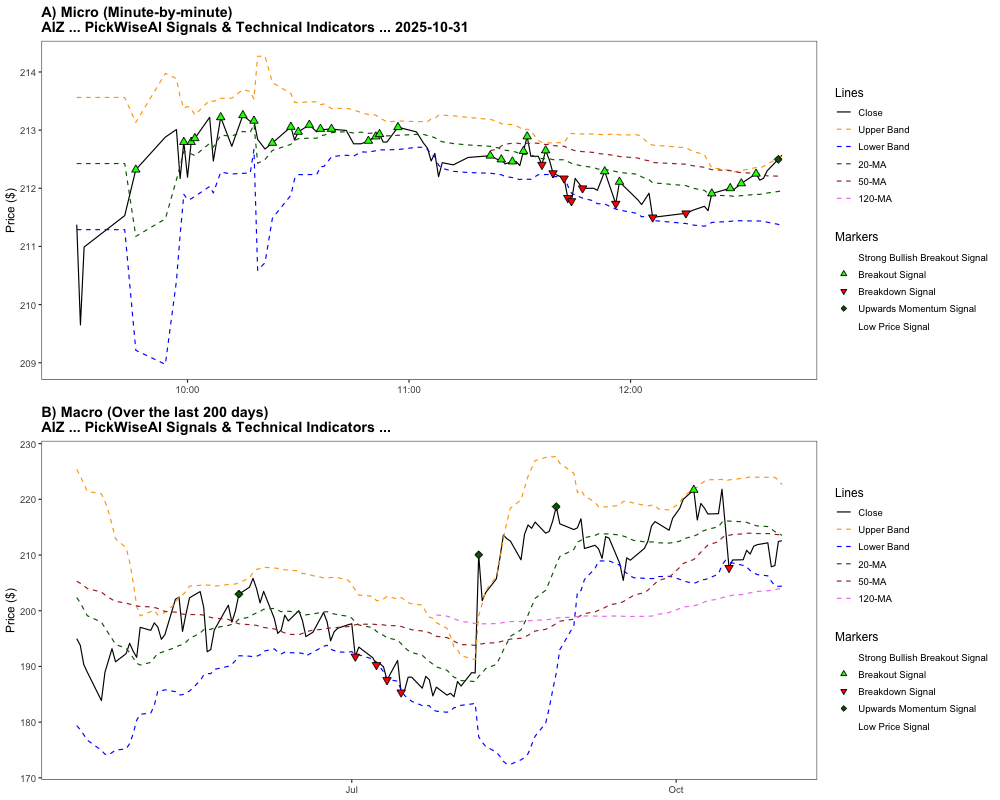 A) Micro (Minute-by-minute)
AIZ ... PickWiseAI Signals & Technical Indicators ... 2025-10-31
Price ($)
214
213
212
211
210
209
10:00
11:00
12:00
Lines
Close
Upper Band
Lower Band
20-MA
50-MA
120-MA
Markers
Strong Bullish Breakout Signal
Breakout Signal
Breakdown Signal
Upwards Momentum Signal
Low Price Signal
B) Macro (Over the last 200 days)
AIZ ... PickWiseAI Signals & Technical Indicators ...
Price ($)
230
220
210
200
190
180
170
Jul
Oct
Lines
Close
Upper Band
Lower Band
20-MA
50-MA
120-MA
Markers
Strong Bullish Breakout Signal
Breakout Signal
Breakdown Signal
Upwards Momentum Signal
Low Price Signal